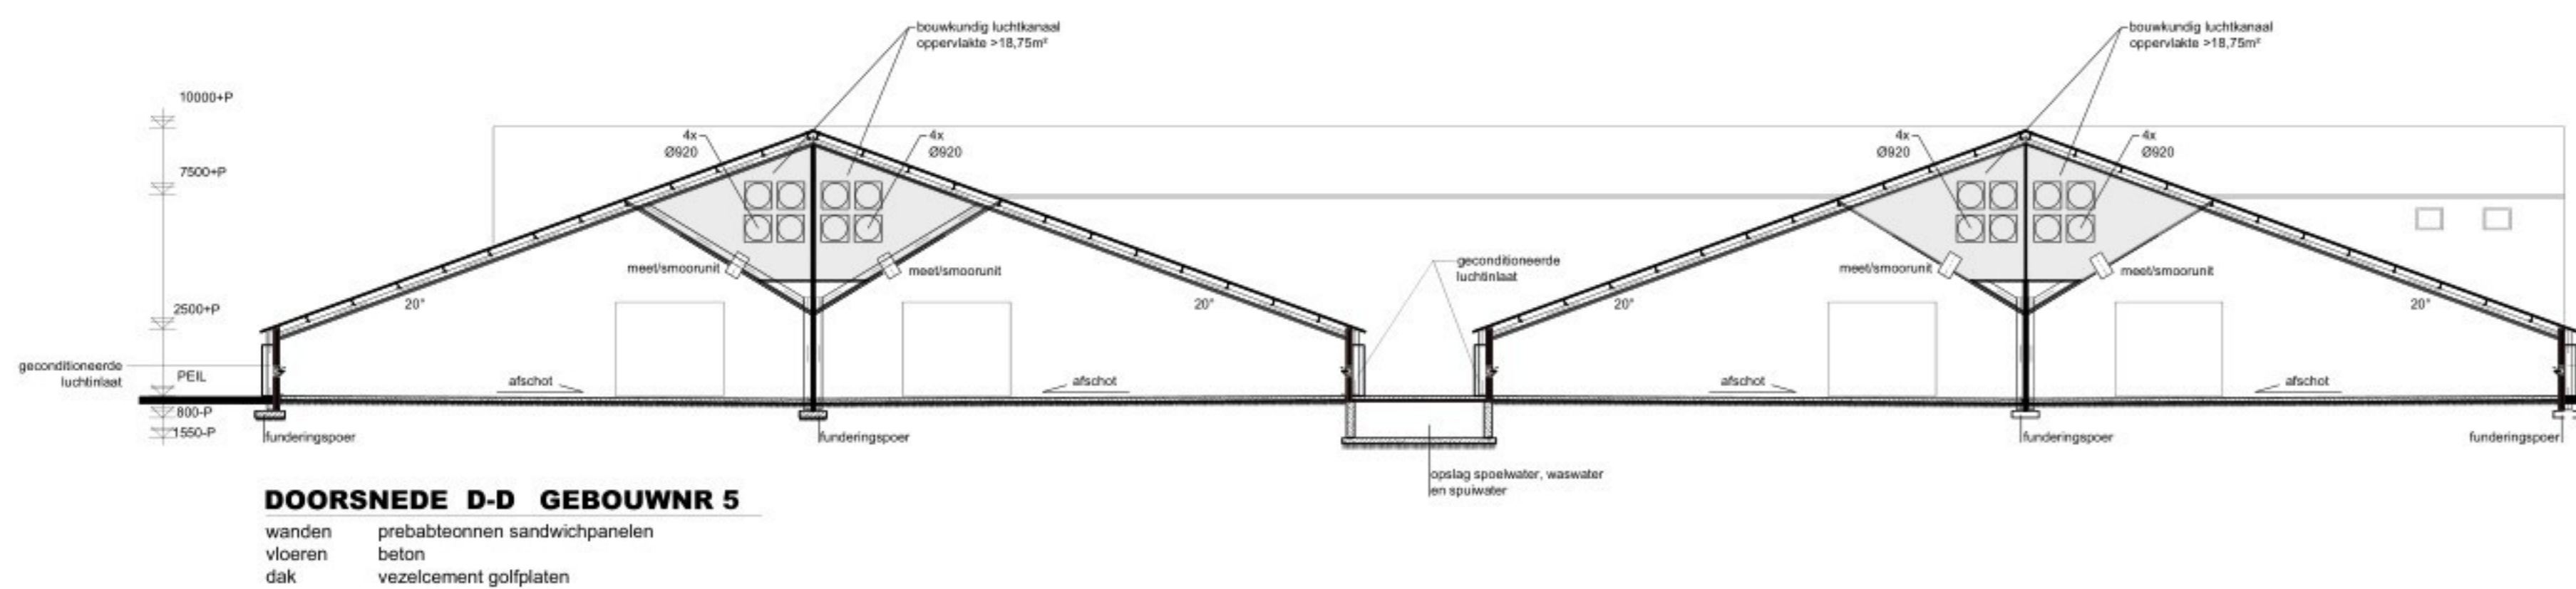 bouwkundig luchtkanaal
oppervlakte >18,75m²
bouwkundig luchtkanaal
oppervlakte >18,75m²
10000+P
4x
Ø920
4x
Ø920
4x
Ø920
4x
Ø920
7500+P
meet/smoorunit
meet/smoorunit
geconditioneerde
luchtinlaat
meet/smoorunit
meet/smoorunit
2500+P
20°
20°
20°
20°
geconditioneerde
luchtinlaat
PEIL
afschot
afschot
afschot
afschot
800-P
1550-P
funderingspoer
funderingspoer
funderingspoer
funderingspoer
opslag spoelwater, waswater
en spuiwater
DOORSNEDE D-D GEBOUWNR 5
wanden prebabteonnen sandwichpanelen
vloeren beton
dak vezelcement golfplaten